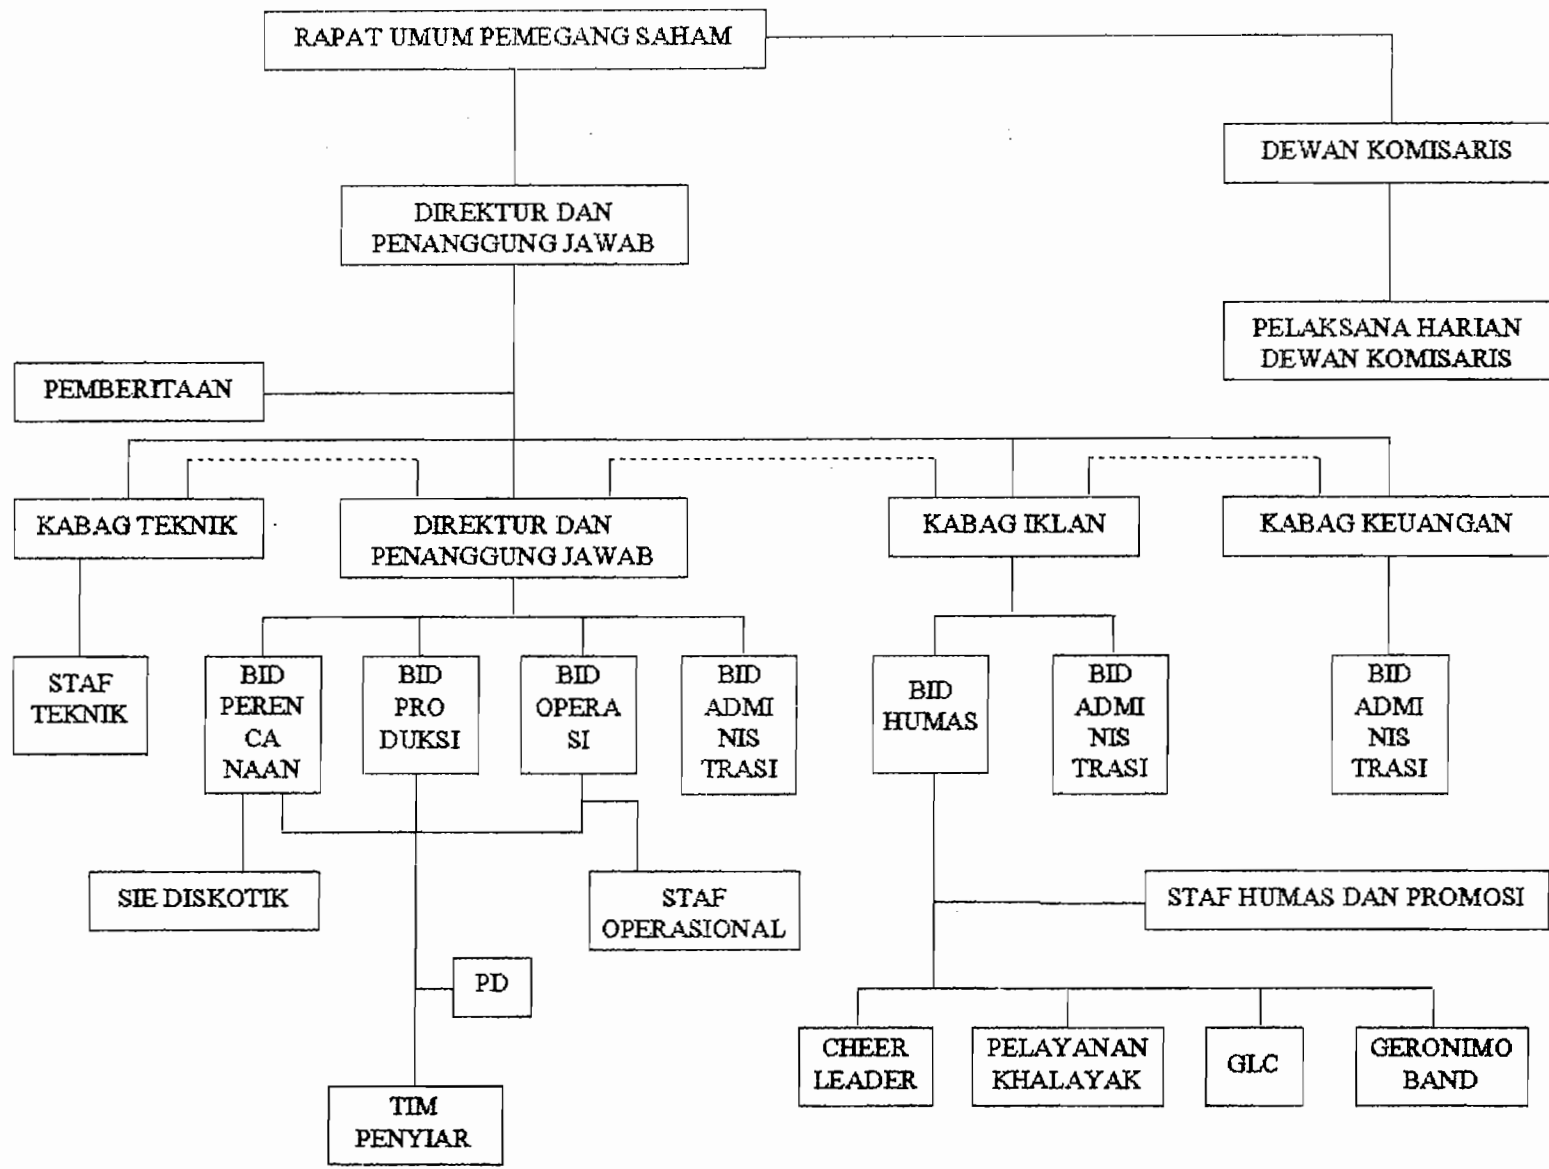 RAPAT UMUM PEMEGANG SAHAM
DEWAN KOMISARIS
DIREKTUR DAN
PENANGGUNG JAWAB
PELAKSANA HARIAN
DEWAN KOMISARIS
PEMBERITAAN
KABAG TEKNIK
DIREKTUR DAN
PENANGGUNG JAWAB
KABAG IKLAN
KABAG KEUANGAN
STAF
TEKNIK
BID
PEREN
CA
NAAN
BID
PRO
DUKSI
BID
OPERA
SI
BID
ADMI
NIS
TRASI
BID
HUMAS
BID
ADMI
NIS
TRASI
BID
ADMI
NIS
TRASI
SIE DISKOTIK
STAF
OPERASIONAL
STAF HUMAS DAN PROMOSI
PD
CHEER
LEADER
PELAYANAN
KHALAYAK
GLC
GERONIMO
BAND
TIM
PENYIAR